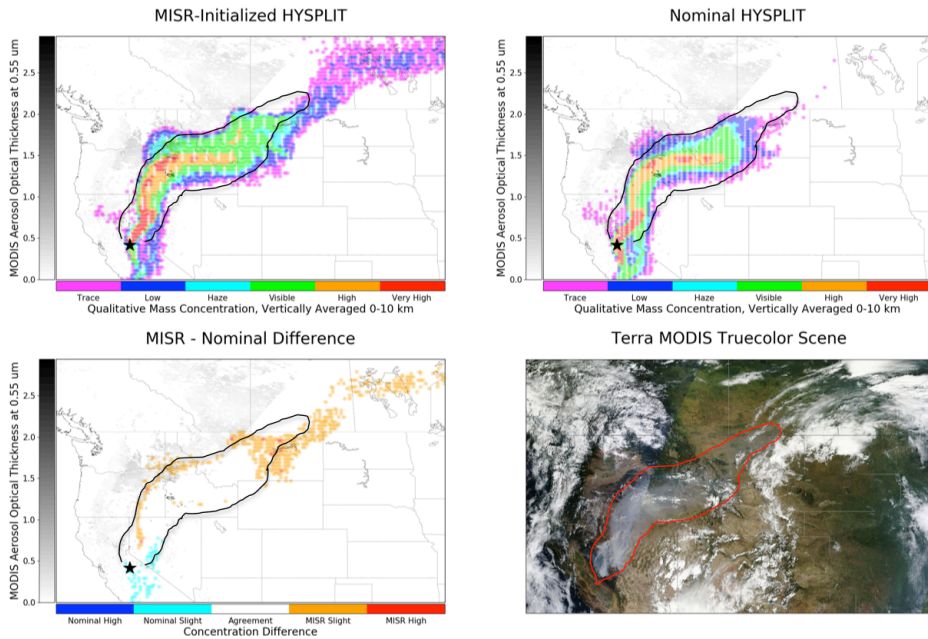 MISR-Initialized HYSPLIT
MODIS Aerosol Optical Thickness at 0.55 um
2.5
2.0
1.5
1.0
0.5
0.0
Trace Low Haze Visible High Very High
Qualitative Mass Concentration, Vertically Averaged 0-10 km
Nominal HYSPLIT
MODIS Aerosol Optical Thickness at 0.55 um
2.5
2.0
1.5
1.0
0.5
0.0
Trace Low Haze Visible High Very High
Qualitative Mass Concentration, Vertically Averaged 0-10 km
MISR - Nominal Difference
MODIS Aerosol Optical Thickness at 0.55 um
2.5
2.0
1.5
1.0
0.5
0.0
Nominal High Nominal Slight Agreement MISR Slight MISR High
Concentration Difference
Terra MODIS Truecolor Scene